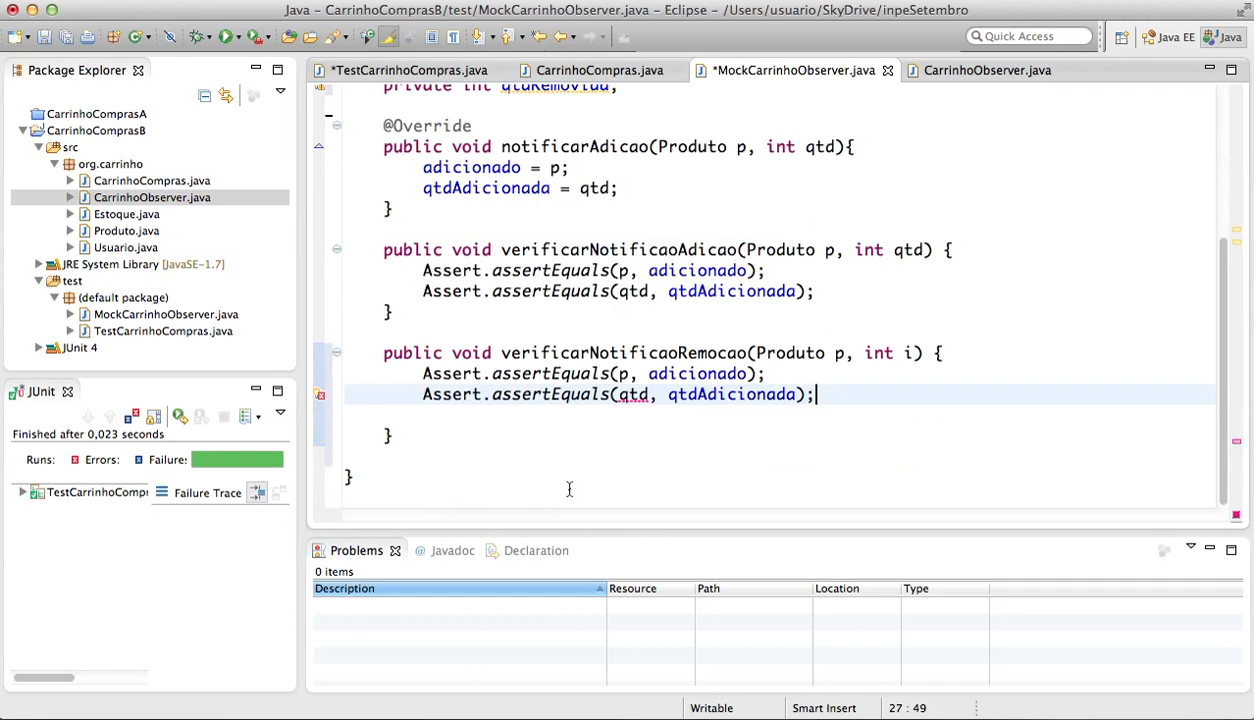 Java - CarrinhoComprasB/test/MockCarrinhoObserver.java - Eclipse - /Users/usuario/SkyDrive/inpeSetembro
Quick Access
Java EE
Java
Package Explorer
CarrinhoComprasA
CarrinhoComprasB
src
org.carrinho
CarrinhoCompras.java
CarrinhoObserver.java
Estoque.java
Produto.java
Usuario.java
JRE System Library [JavaSE-1.7]
test
(default package)
MockCarrinhoObserver.java
TestCarrinhoCompras.java
JUnit 4
JUnit
Finished after 0,023 seconds
Runs: Errors: Failure:
TestCarrinhoCompr
Failure Trace
*TestCarrinhoCompras.java
CarrinhoCompras.java
*MockCarrinhoObserver.java
CarrinhoObserver.java
private int qtdRemovida;
@Override
public void notificarAdicao(Produto p, int qtd){
adicionado = p;
qtdAdicionada = qtd;
}
public void verificarNotificaoAdicao(Produto p, int qtd) {
Assert.assertEquals(p, adicionado);
Assert.assertEquals(qtd, qtdAdicionada);
}
public void verificarNotificaoRemocao(Produto p, int i) {
Assert.assertEquals(p, adicionado);
Assert.assertEquals(qtd, qtdAdicionada);
}
}
Problems
Javadoc
Declaration
0 items
Description Resource Path Location Type
Writable Smart Insert 27 : 49